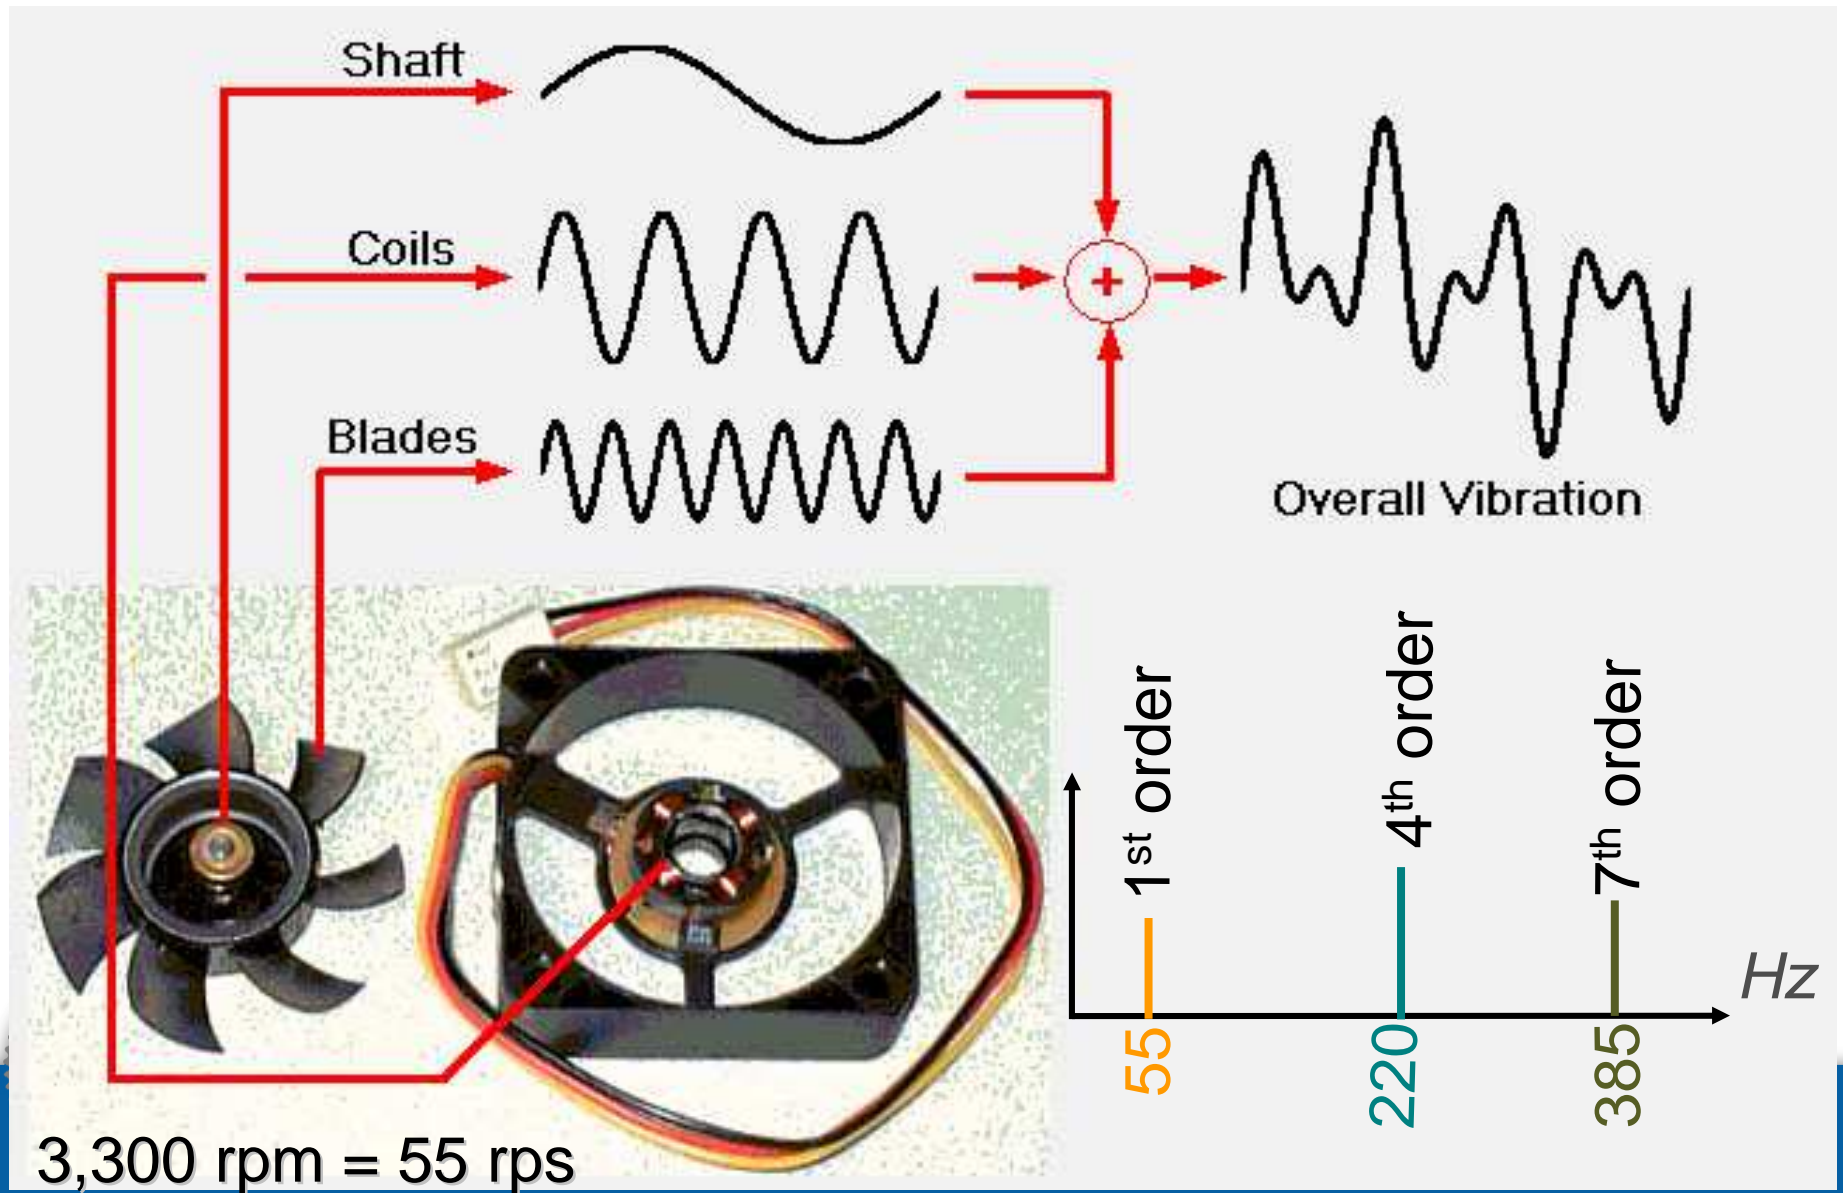 Shaft
Coils
Blades
+
Overall Vibration
1st order
4th order
7th order
Hz
55
220
385
3,300 rpm = 55 rps